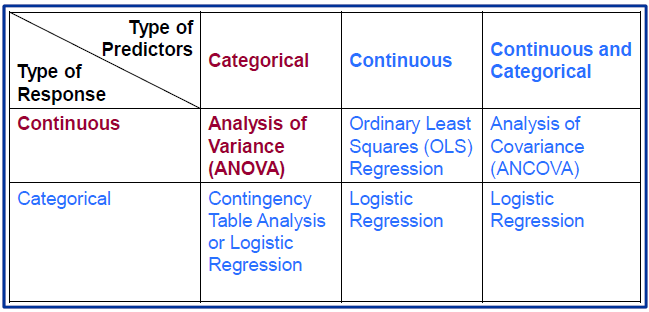 Type of
Predictors
Type of
Response
Categorical
Continuous
Continuous and
Categorical
Continuous
Analysis of
Variance
(ANOVA)
Ordinary Least
Squares (OLS)
Regression
Analysis of
Covariance
(ANCOVA)
Categorical
Contingency
Table Analysis
or Logistic
Regression
Logistic
Regression
Logistic
Regression